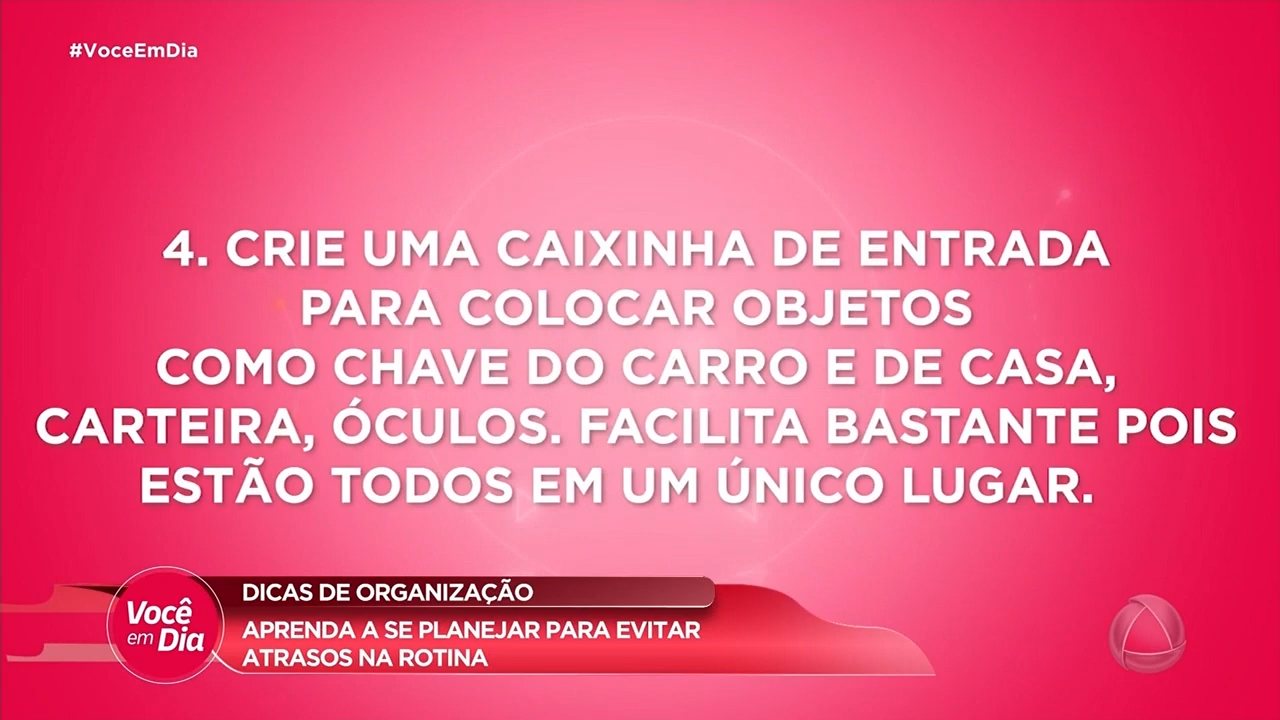 #VoceEmDia
4. CRIE UMA CAIXINHA DE ENTRADA
PARA COLOCAR OBJETOS
COMO CHAVE DO CARRO E DE CASA,
CARTEIRA, ÓCULOS. FACILITA BASTANTE POIS
ESTÃO TODOS EM UM ÚNICO LUGAR.
Você
em Dia
DICAS DE ORGANIZAÇÃO
APRENDA A SE PLANEJAR PARA EVITAR
ATRASOS NA ROTINA